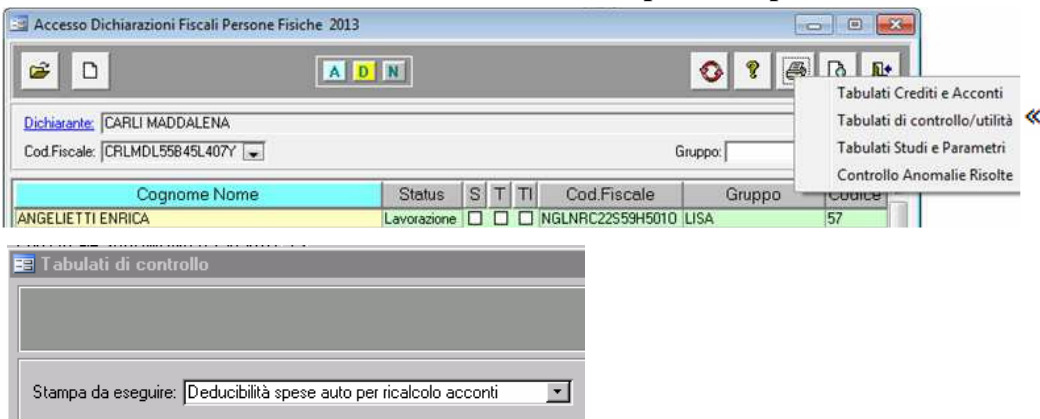 Accesso Dichiarazioni Fiscali Persone Fisiche 2013
A D N
?
Tabulati Crediti e Acconti
Dichiarante: CARLI MADDALENA
Tabulati di controllo/utilità «
Cod.Fiscale: CRLMDL55B45L407Y
Gruppo:
Tabulati Studi e Parametri
Controllo Anomalie Risolte
Cognome Nome Status S T TI Cod.Fiscale Gruppo Codice
ANGELIETTI ENRICA Lavorazione NGLNRC22S59H501O LISA 57
Tabulati di controllo
Stampa da eseguire: Deducibilità spese auto per ricalcolo acconti